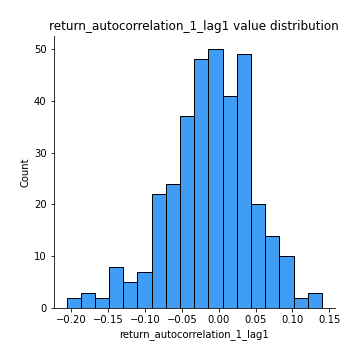 return_autocorrelation_1_lag1 value distribution
50
40
30
20
10
0
Count
−0.20 −0.15 −0.10 −0.05 0.00 0.05 0.10 0.15
return_autocorrelation_1_lag1